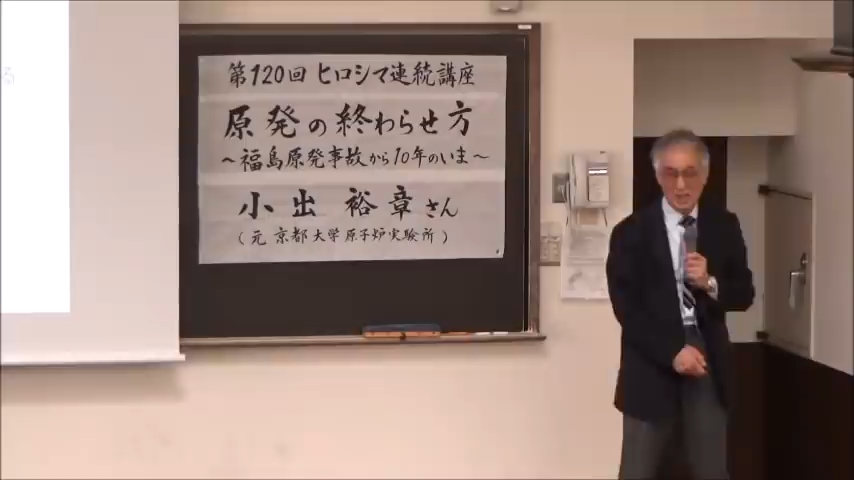 る
第120回 ヒロシマ連続講座
原発の終わらせ方
~福島原発事故から10年のいま~
小出 裕章さん
(元 京都大学原子炉実験所)